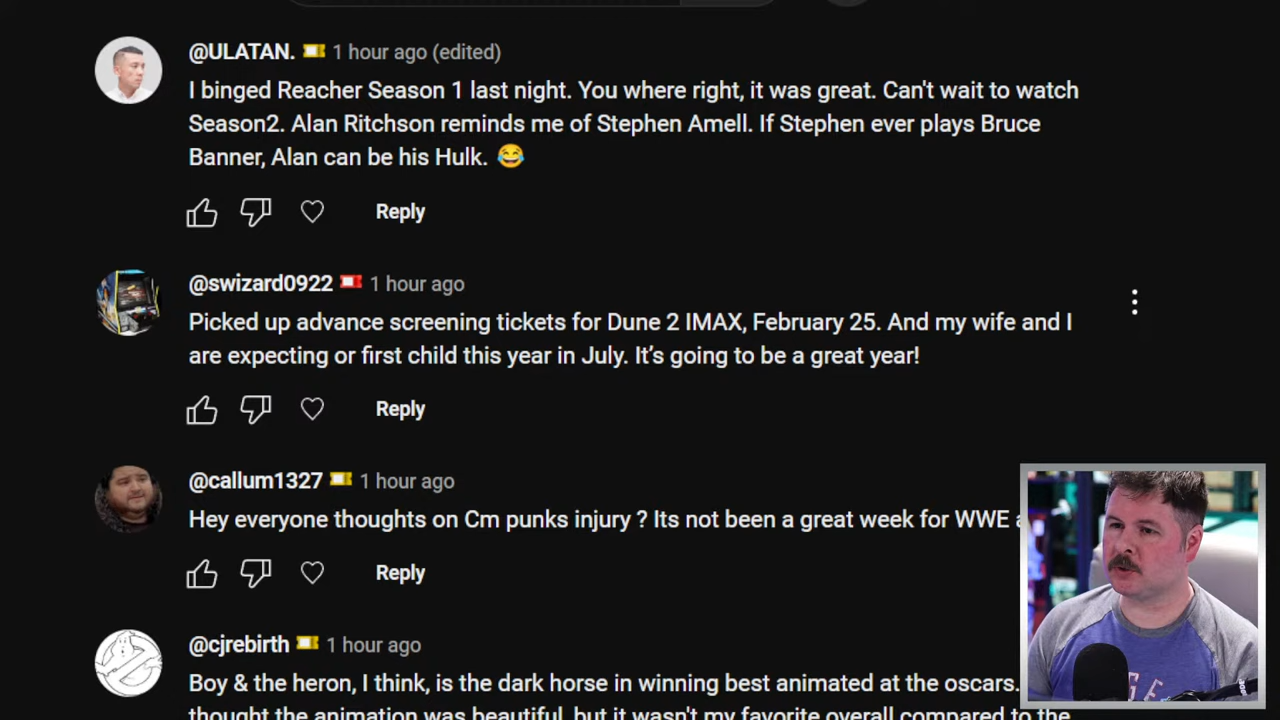 @ULATAN. 1 hour ago (edited)
I binged Reacher Season 1 last night. You where right, it was great. Can't wait to watch
Season2. Alan Ritchson reminds me of Stephen Amell. If Stephen ever plays Bruce
Banner, Alan can be his Hulk. 😂
Reply
@swizard0922 1 hour ago
Picked up advance screening tickets for Dune 2 IMAX, February 25. And my wife and I
are expecting or first child this year in July. It's going to be a great year!
Reply
@callum1327 1 hour ago
Hey everyone thoughts on Cm punks injury ? Its not been a great week for WWE
Reply
@cjrebirth 1 hour ago
Boy & the heron, I think, is the dark horse in winning best animated at the oscars.
thought the animation was beautiful, but it wasn't my favorite overall compared to the